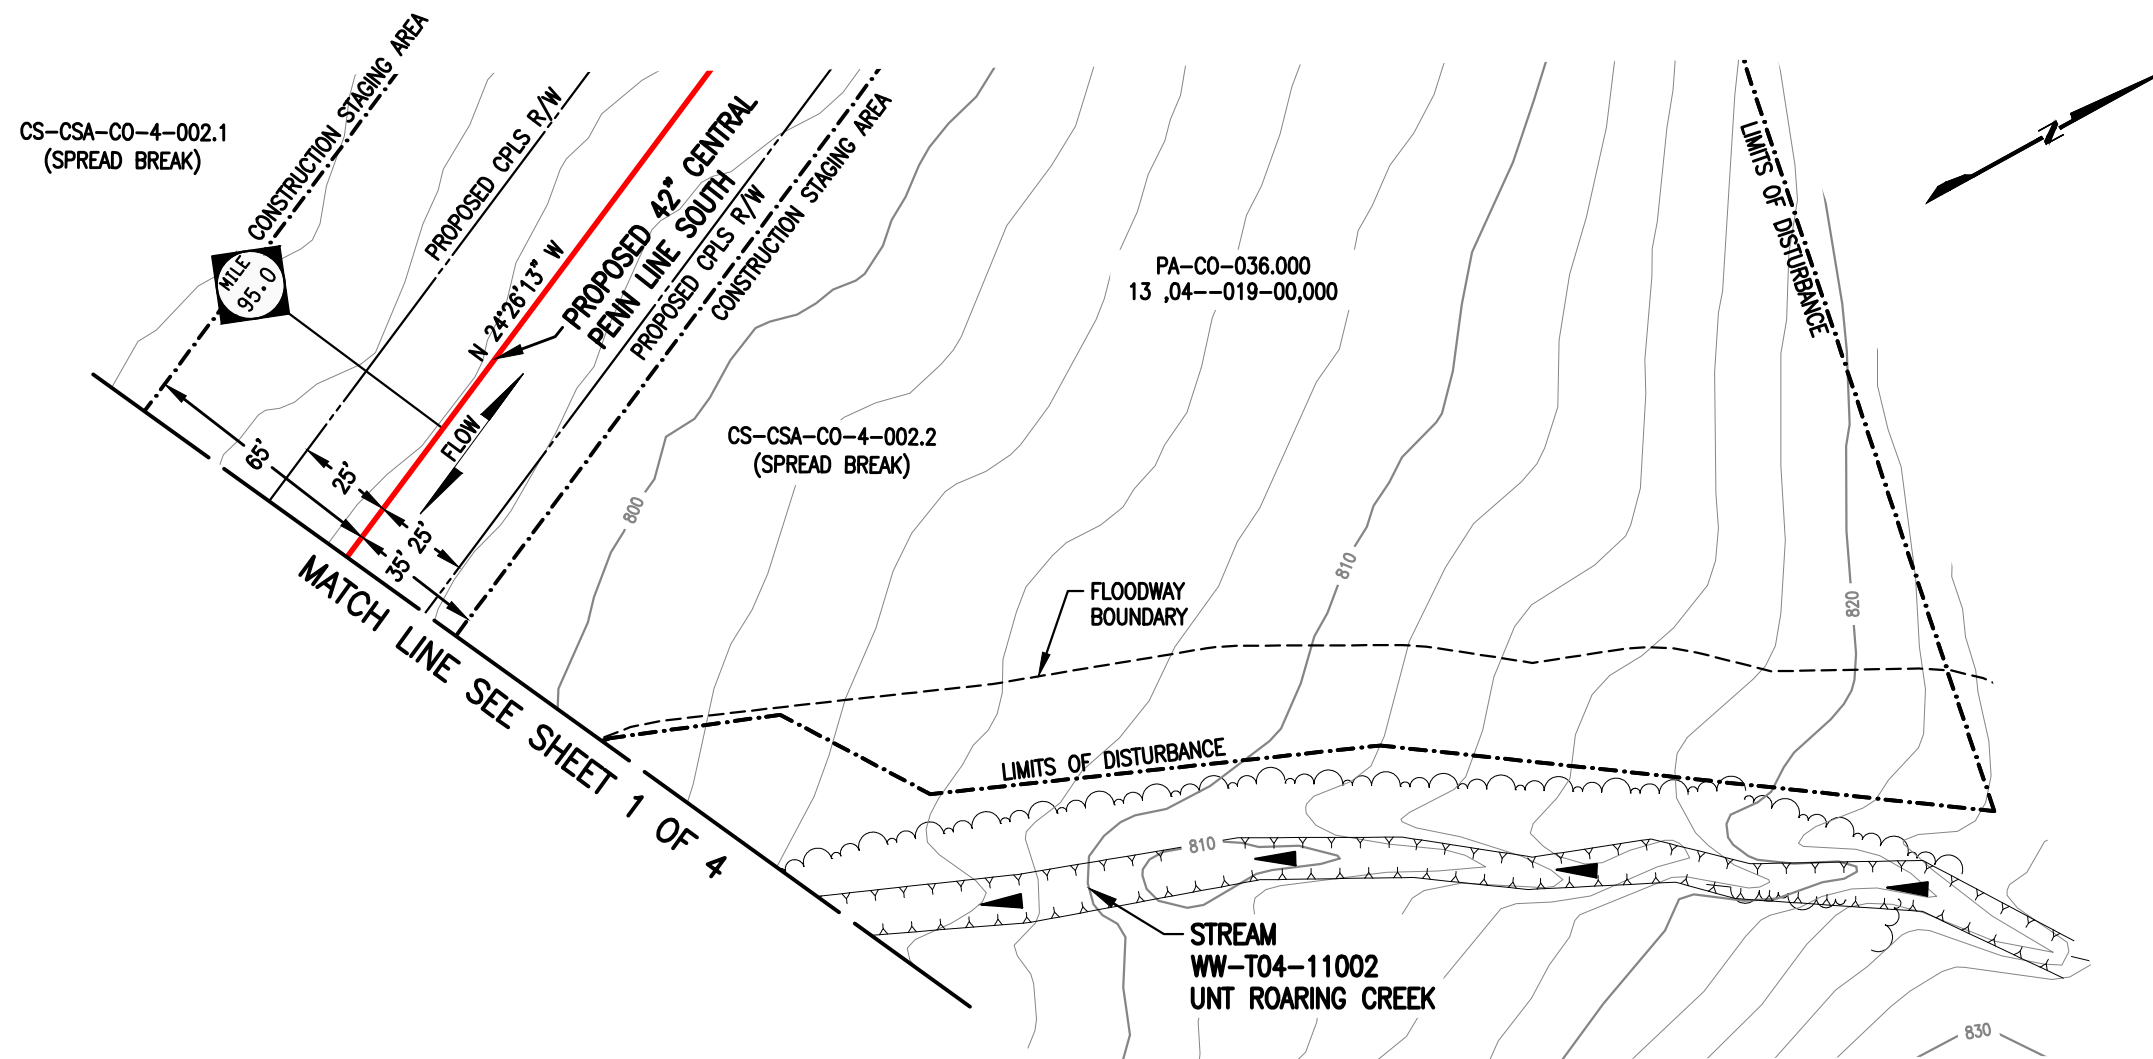 CS-CSA-CO-4-002.1
(SPREAD BREAK)
CONSTRUCTION STAGING AREA
PROPOSED CPLS R/W
MILE
95.0
N 24°26'13" W
PROPOSED 42" CENTRAL
PENN LINE SOUTH
PROPOSED CPLS R/W
CONSTRUCTION STAGING AREA
FLOW
65'
25'
25'
35'
MATCH LINE SEE SHEET 1 OF 4
CS-CSA-CO-4-002.2
(SPREAD BREAK)
800
PA-CO-036.000
13 ,04--019-00,000
N
LIMITS OF DISTURBANCE
810
820
FLOODWAY
BOUNDARY
LIMITS OF DISTURBANCE
810
STREAM
WW-T04-11002
UNT ROARING CREEK
830